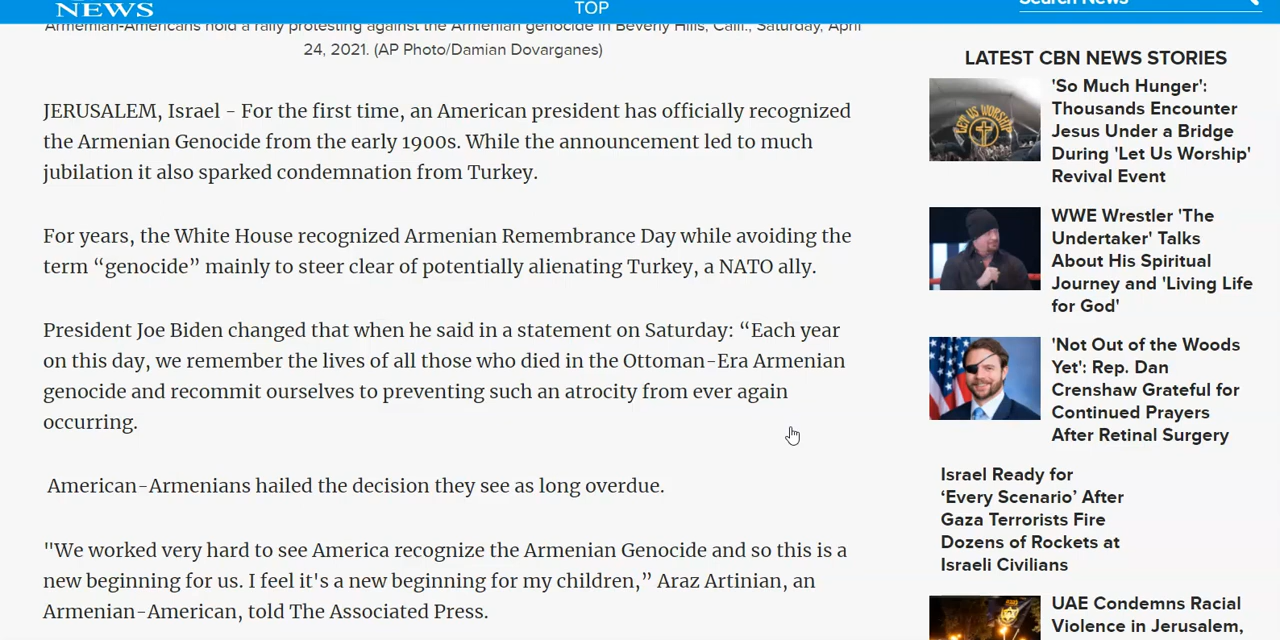 NEWS
TOP
Search News
Armenian-Americans hold a rally protesting against the Armenian genocide in Beverly Hills, Calif., Saturday, April
24, 2021. (AP Photo/Damian Dovarganes)
JERUSALEM, Israel - For the first time, an American president has officially recognized
the Armenian Genocide from the early 1900s. While the announcement led to much
jubilation it also sparked condemnation from Turkey.
For years, the White House recognized Armenian Remembrance Day while avoiding the
term “genocide” mainly to steer clear of potentially alienating Turkey, a NATO ally.
President Joe Biden changed that when he said in a statement on Saturday: “Each year
on this day, we remember the lives of all those who died in the Ottoman-Era Armenian
genocide and recommit ourselves to preventing such an atrocity from ever again
occurring.
American-Armenians hailed the decision they see as long overdue.
"We worked very hard to see America recognize the Armenian Genocide and so this is a
new beginning for us. I feel it's a new beginning for my children,” Araz Artinian, an
Armenian-American, told The Associated Press.
LATEST CBN NEWS STORIES
LET US WORSHIP
'So Much Hunger':
Thousands Encounter
Jesus Under a Bridge
During 'Let Us Worship'
Revival Event
WWE Wrestler 'The
Undertaker' Talks
About His Spiritual
Journey and 'Living Life
for God'
'Not Out of the Woods
Yet': Rep. Dan
Crenshaw Grateful for
Continued Prayers
After Retinal Surgery
Israel Ready for
‘Every Scenario’ After
Gaza Terrorists Fire
Dozens of Rockets at
Israeli Civilians
UAE Condemns Racial
Violence in Jerusalem,